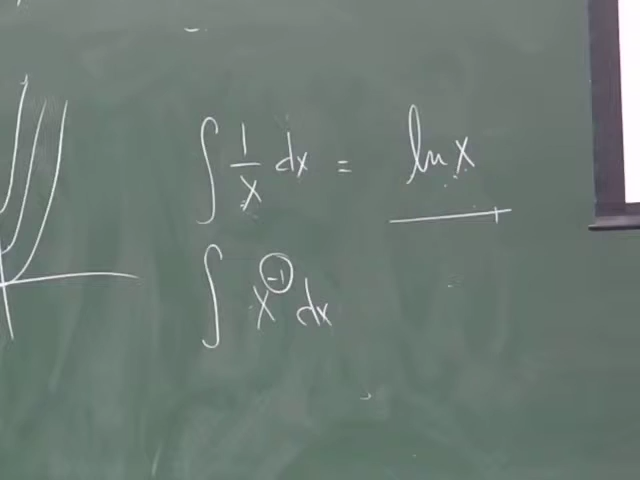 ∫ 1/x dx = ln x
∫ x⁻¹ dx